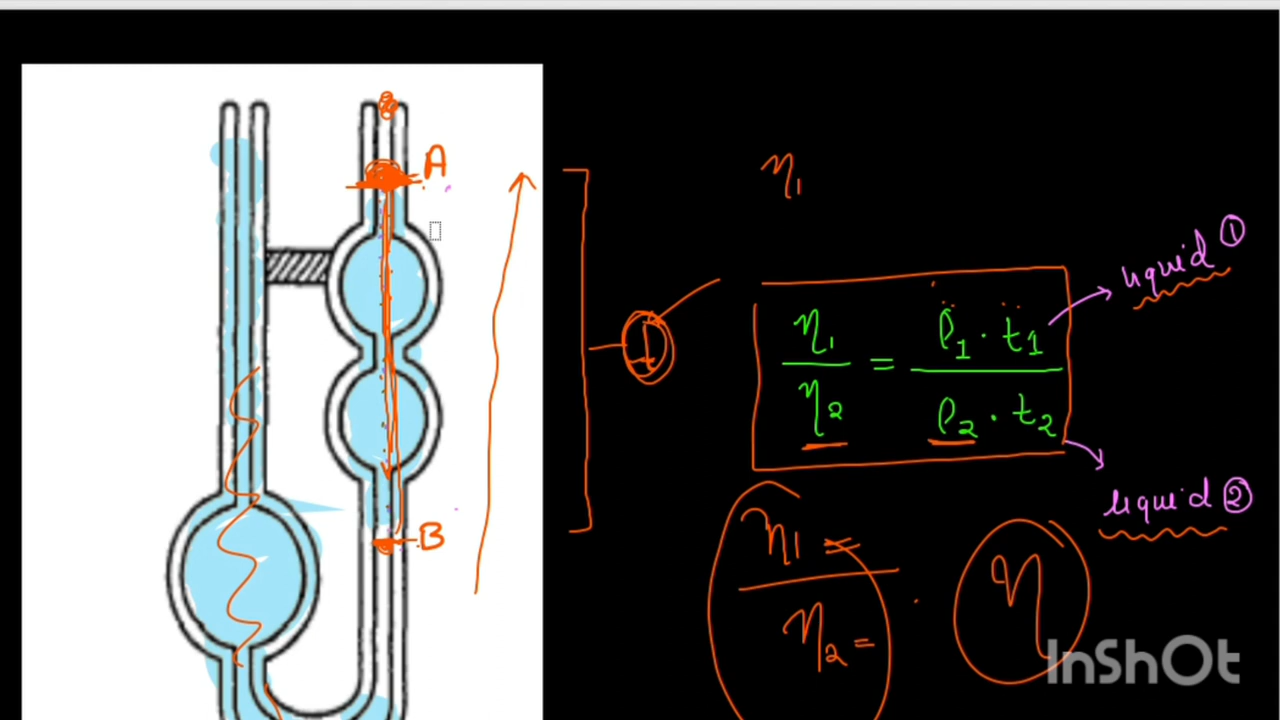 A
η₁
liquid ①
η₁/η₂ = ρ₁ · t₁/ρ₂ · t₂
①
liquid ②
B
η₁ =
η₂ =
·
η
InShOt